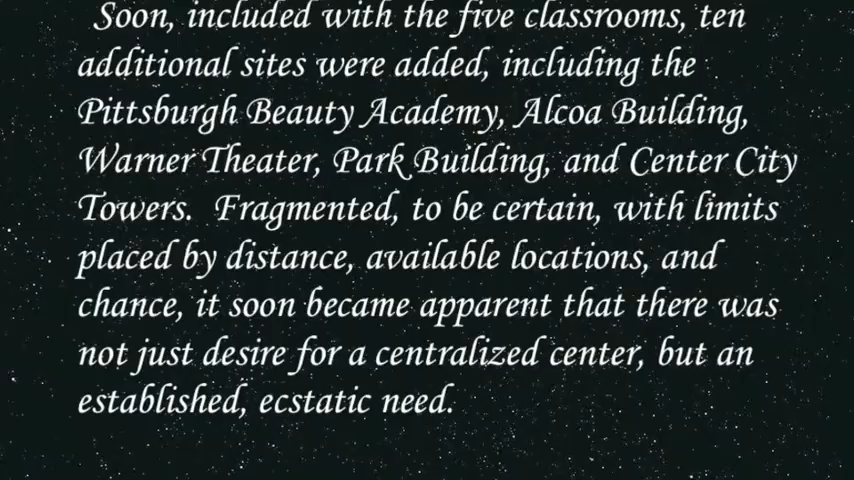 Soon, included with the five classrooms, ten
additional sites were added, including the
Pittsburgh Beauty Academy, Alcoa Building,
Warner Theater, Park Building, and Center City
Towers. Fragmented, to be certain, with limits
placed by distance, available locations, and
chance, it soon became apparent that there was
not just desire for a centralized center, but an
established, ecstatic need.